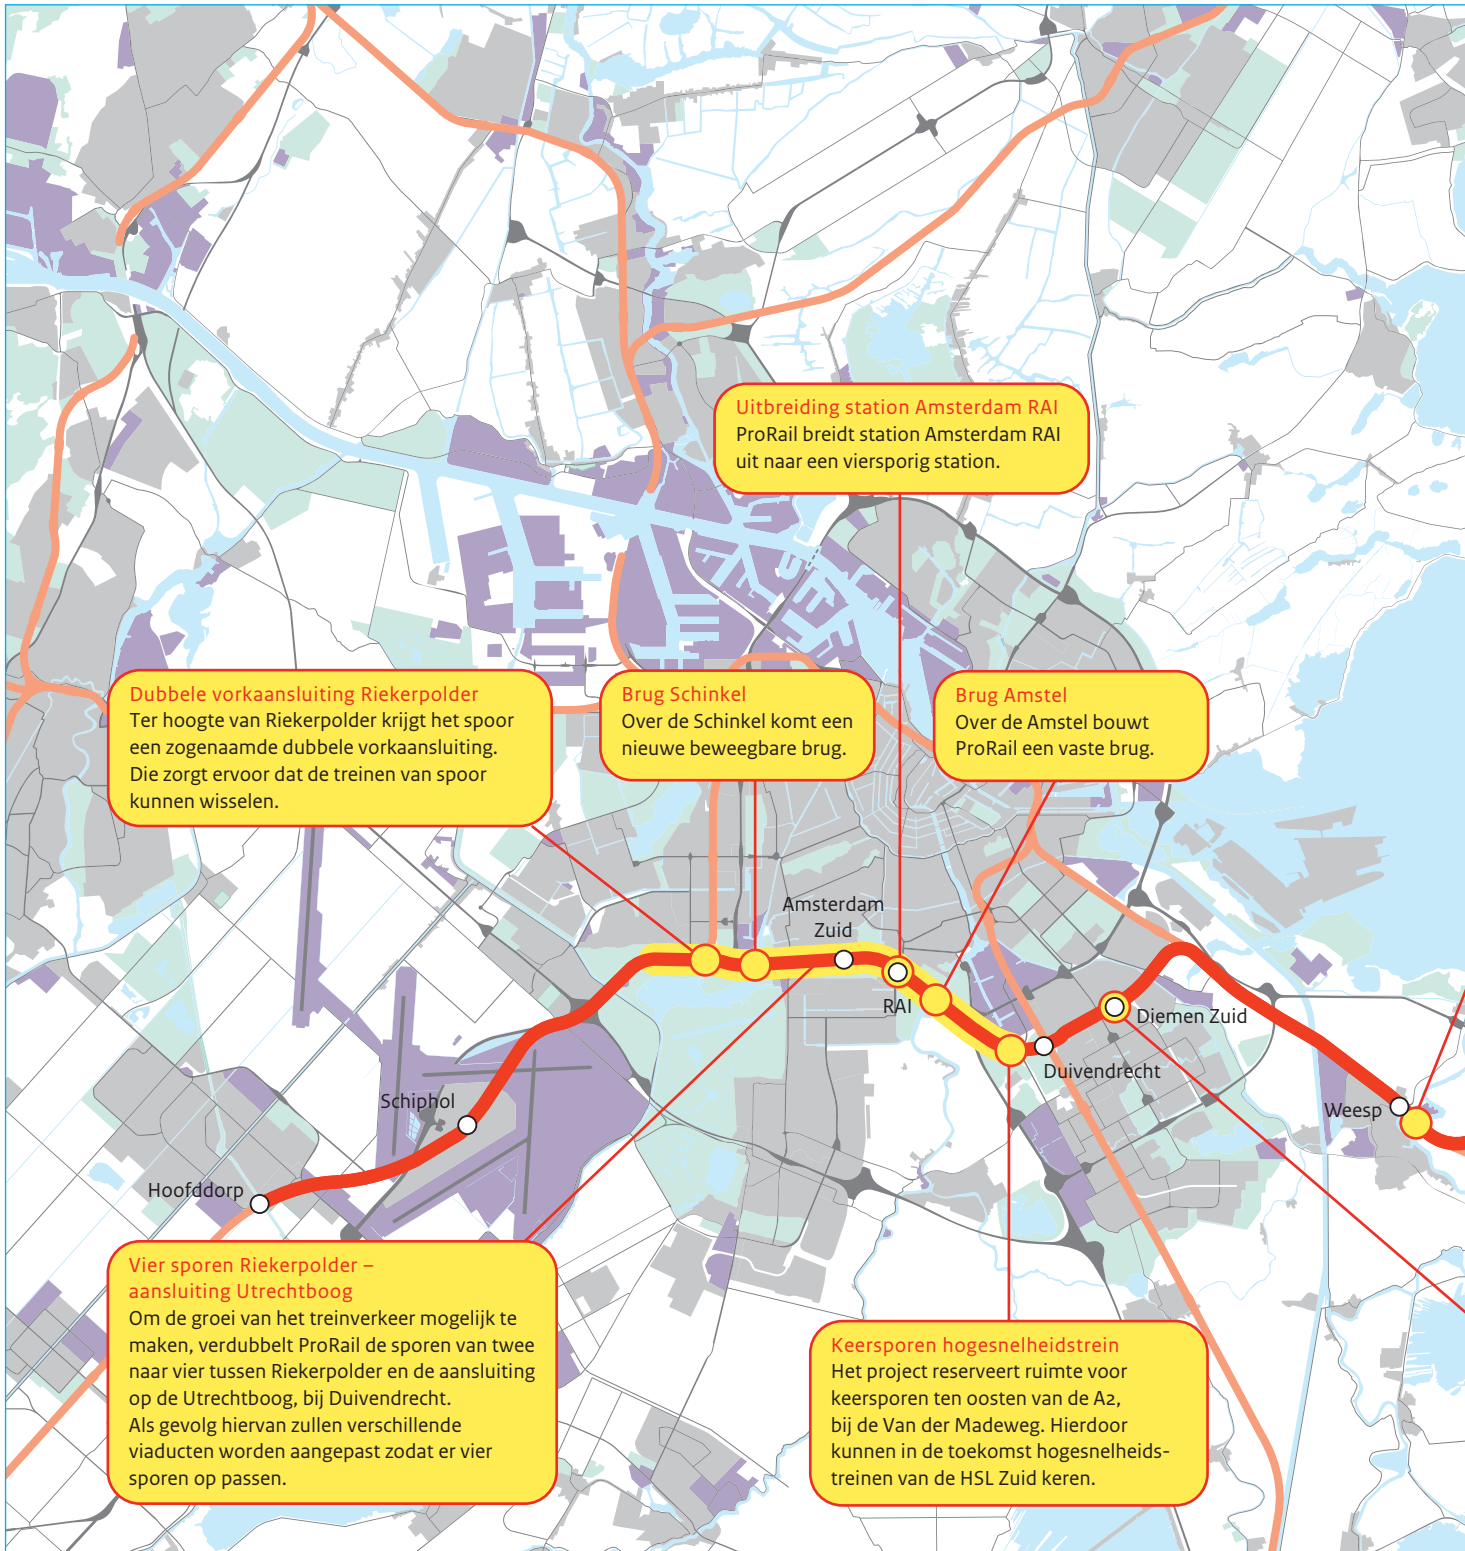 Uitbreiding station Amsterdam RAI
ProRail breidt station Amsterdam RAI
uit naar een viersporig station.
Dubbele vorkaansluiting Riekerpolder
Ter hoogte van Riekerpolder krijgt het spoor
een zogenaamde dubbele vorkaansluiting.
Die zorgt ervoor dat de treinen van spoor
kunnen wisselen.
Brug Schinkel
Over de Schinkel komt een
nieuwe beweegbare brug.
Brug Amstel
Over de Amstel bouwt
ProRail een vaste brug.
Amsterdam
Zuid
RAI
Diemen Zuid
Duivendrecht
Weesp
Schiphol
Hoofddorp
Vier sporen Riekerpolder –
aansluiting Utrechtboog
Om de groei van het treinverkeer mogelijk te
maken, verdubbelt ProRail de sporen van twee
naar vier tussen Riekerpolder en de aansluiting
op de Utrechtboog, bij Duivendrecht.
Als gevolg hiervan zullen verschillende
viaducten worden aangepast zodat er vier
sporen op passen.
Keersporen hogesnelheidstrein
Het project reserveert ruimte voor
keersporen ten oosten van de A2,
bij de Van der Madeweg. Hierdoor
kunnen in de toekomst hogesnelheids-
treinen van de HSL Zuid keren.